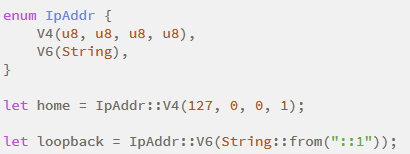 enum IpAddr {
    V4(u8, u8, u8, u8),
    V6(String),
}
let home = IpAddr::V4(127, 0, 0, 1);
let loopback = IpAddr::V6(String::from("::1"));